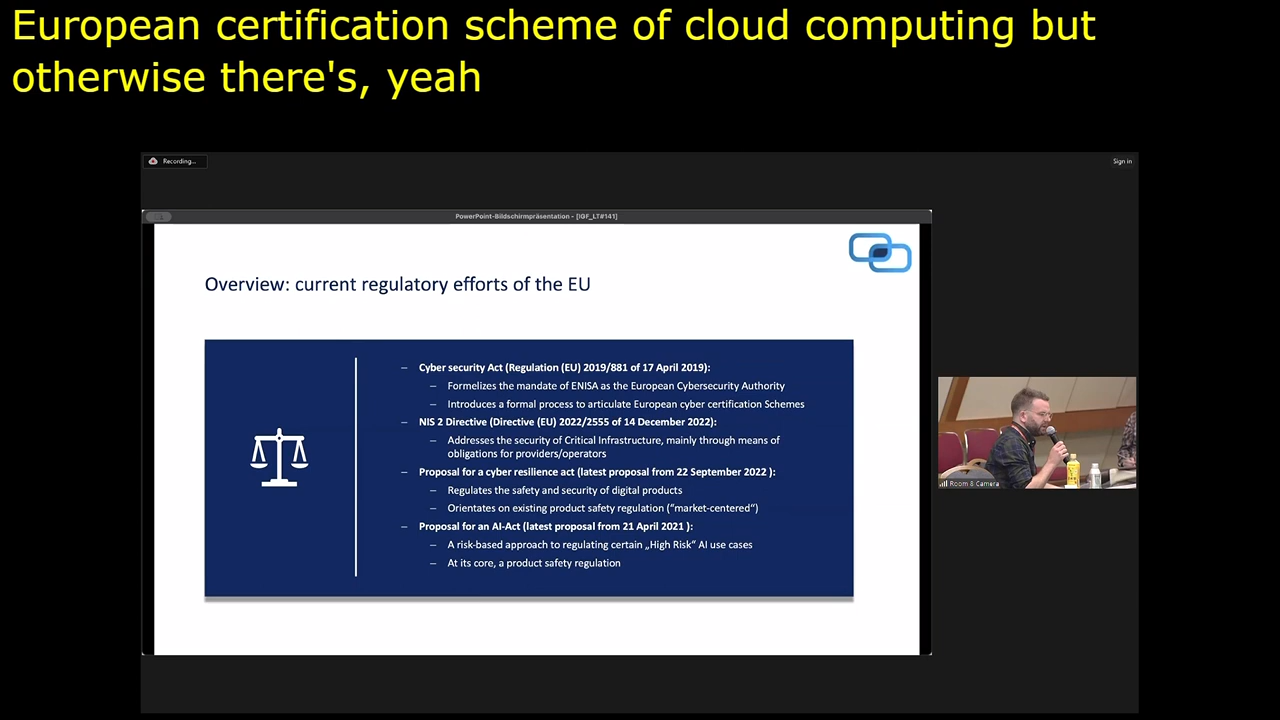 European certification scheme of cloud computing but
otherwise there's, yeah
Recording...
Sign in
PowerPoint-Bildschirmpräsentation - [IGF_LT#141]
Overview: current regulatory efforts of the EU
– Cyber security Act (Regulation (EU) 2019/881 of 17 April 2019):
– Formelizes the mandate of ENISA as the European Cybersecurity Authority
– Introduces a formal process to articulate European cyber certification Schemes
– NIS 2 Directive (Directive (EU) 2022/2555 of 14 December 2022):
– Addresses the security of Critical Infrastructure, mainly through means of
obligations for providers/operators
– Proposal for a cyber resilience act (latest proposal from 22 September 2022 ):
– Regulates the safety and security of digital products
– Orientates on existing product safety regulation (“market-centered“)
– Proposal for an AI-Act (latest proposal from 21 April 2021 ):
– A risk-based approach to regulating certain „High Risk“ AI use cases
– At its core, a product safety regulation
Room 8 Camera